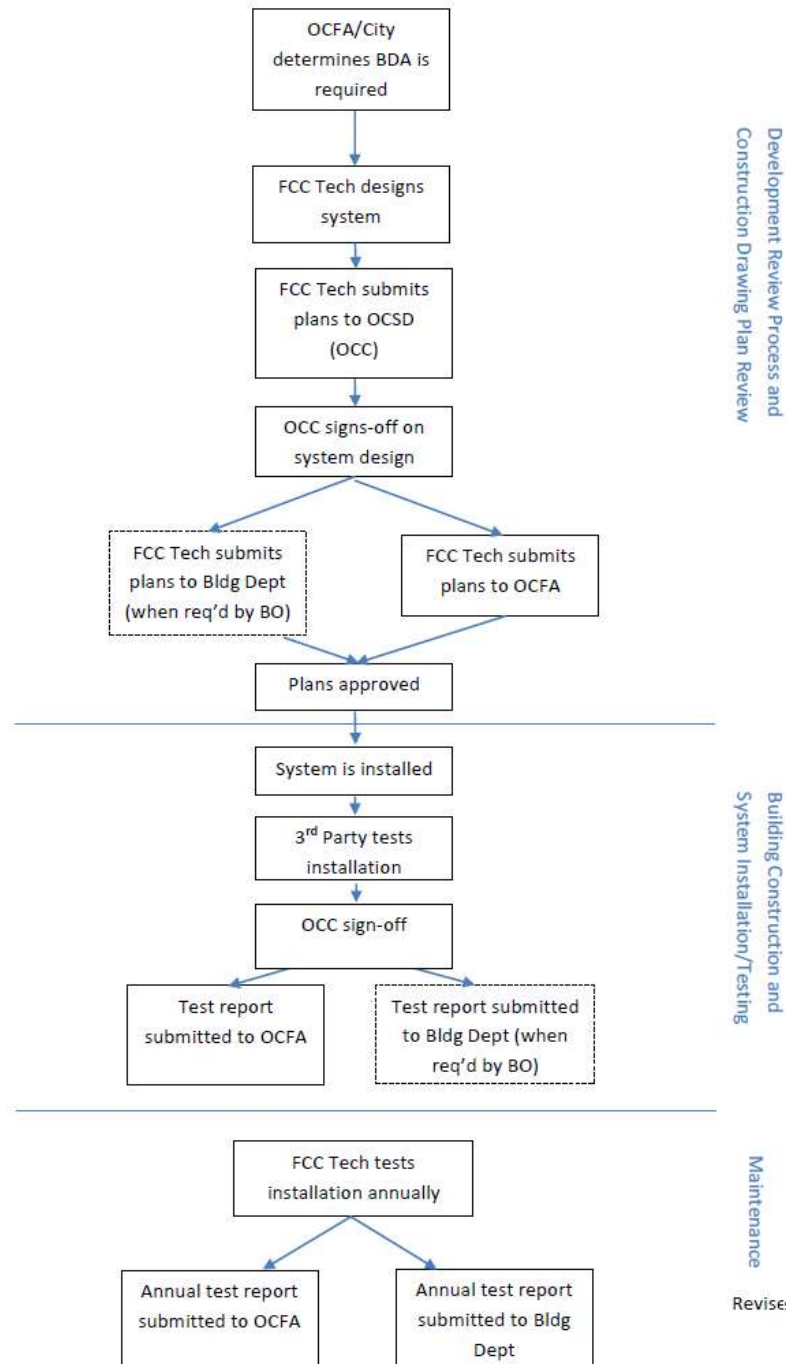 OCFA/City
determines BDA is
required
FCC Tech designs
system
FCC Tech submits
plans to OCSD
(OCC)
OCC signs-off on
system design
FCC Tech submits
plans to Bldg Dept
(when req'd by BO)
FCC Tech submits
plans to OCFA
Plans approved
Development Review Process and
Construction Drawing Plan Review
System is installed
3rd Party tests
installation
OCC sign-off
Test report
submitted to OCFA
Test report submitted
to Bldg Dept (when
req'd by BO)
Building Construction and
System Installation/Testing
FCC Tech tests
installation annually
Annual test report
submitted to OCFA
Annual test report
submitted to Bldg
Dept
Maintenance
Revise